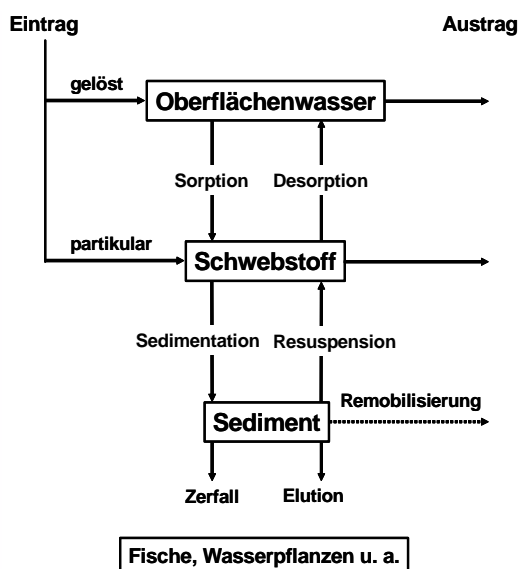 Eintrag
Austrag
gelöst
Oberflächenwasser
Sorption
Desorption
partikular
Schwebstoff
Sedimentation
Resuspension
Remobilisierung
Sediment
Zerfall
Elution
Fische, Wasserpflanzen u. a.